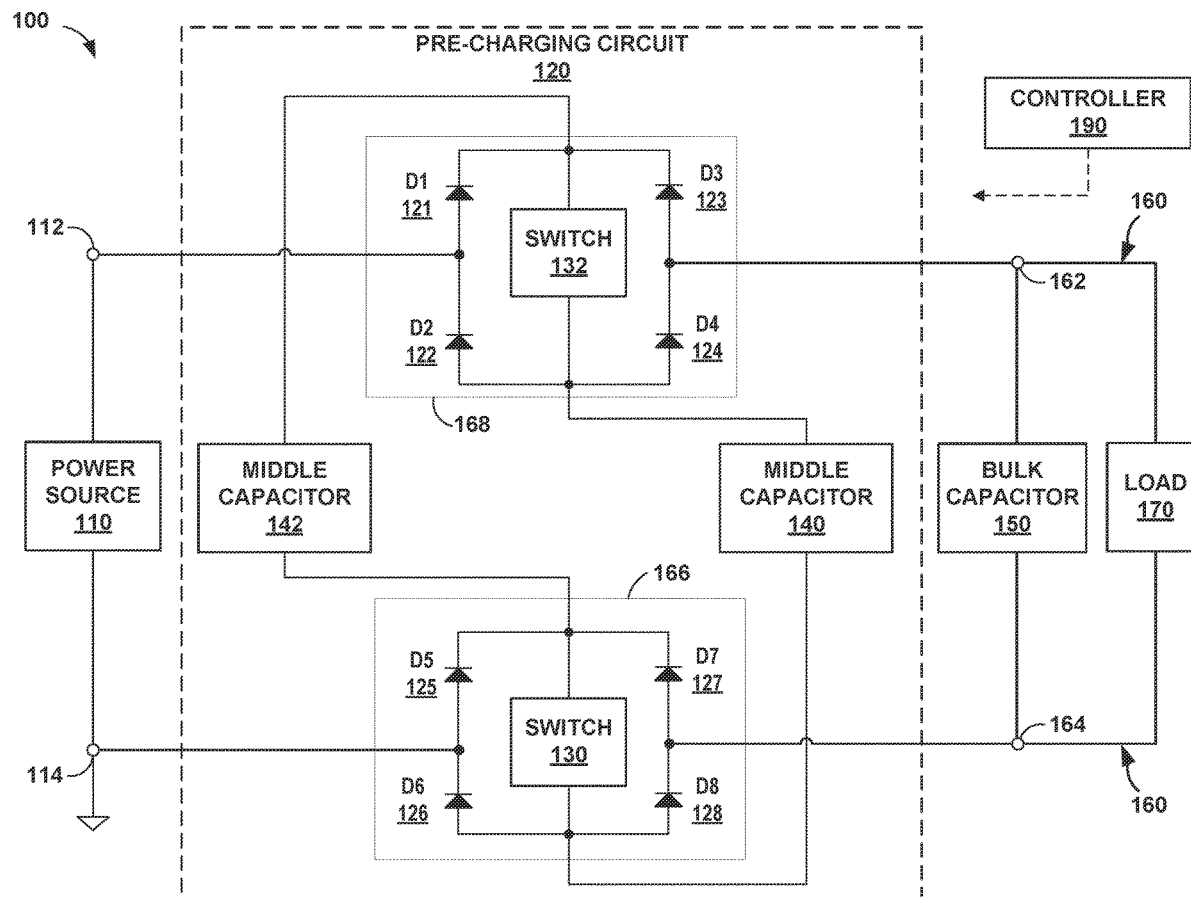 100
PRE-CHARGING CIRCUIT
120
CONTROLLER
190
D1
121
D3
123
SWITCH
132
112
160
162
D2
122
D4
124
168
POWER
SOURCE
110
MIDDLE
CAPACITOR
142
MIDDLE
CAPACITOR
140
BULK
CAPACITOR
150
LOAD
170
166
D5
125
D7
127
SWITCH
130
164
114
D6
126
D8
128
160